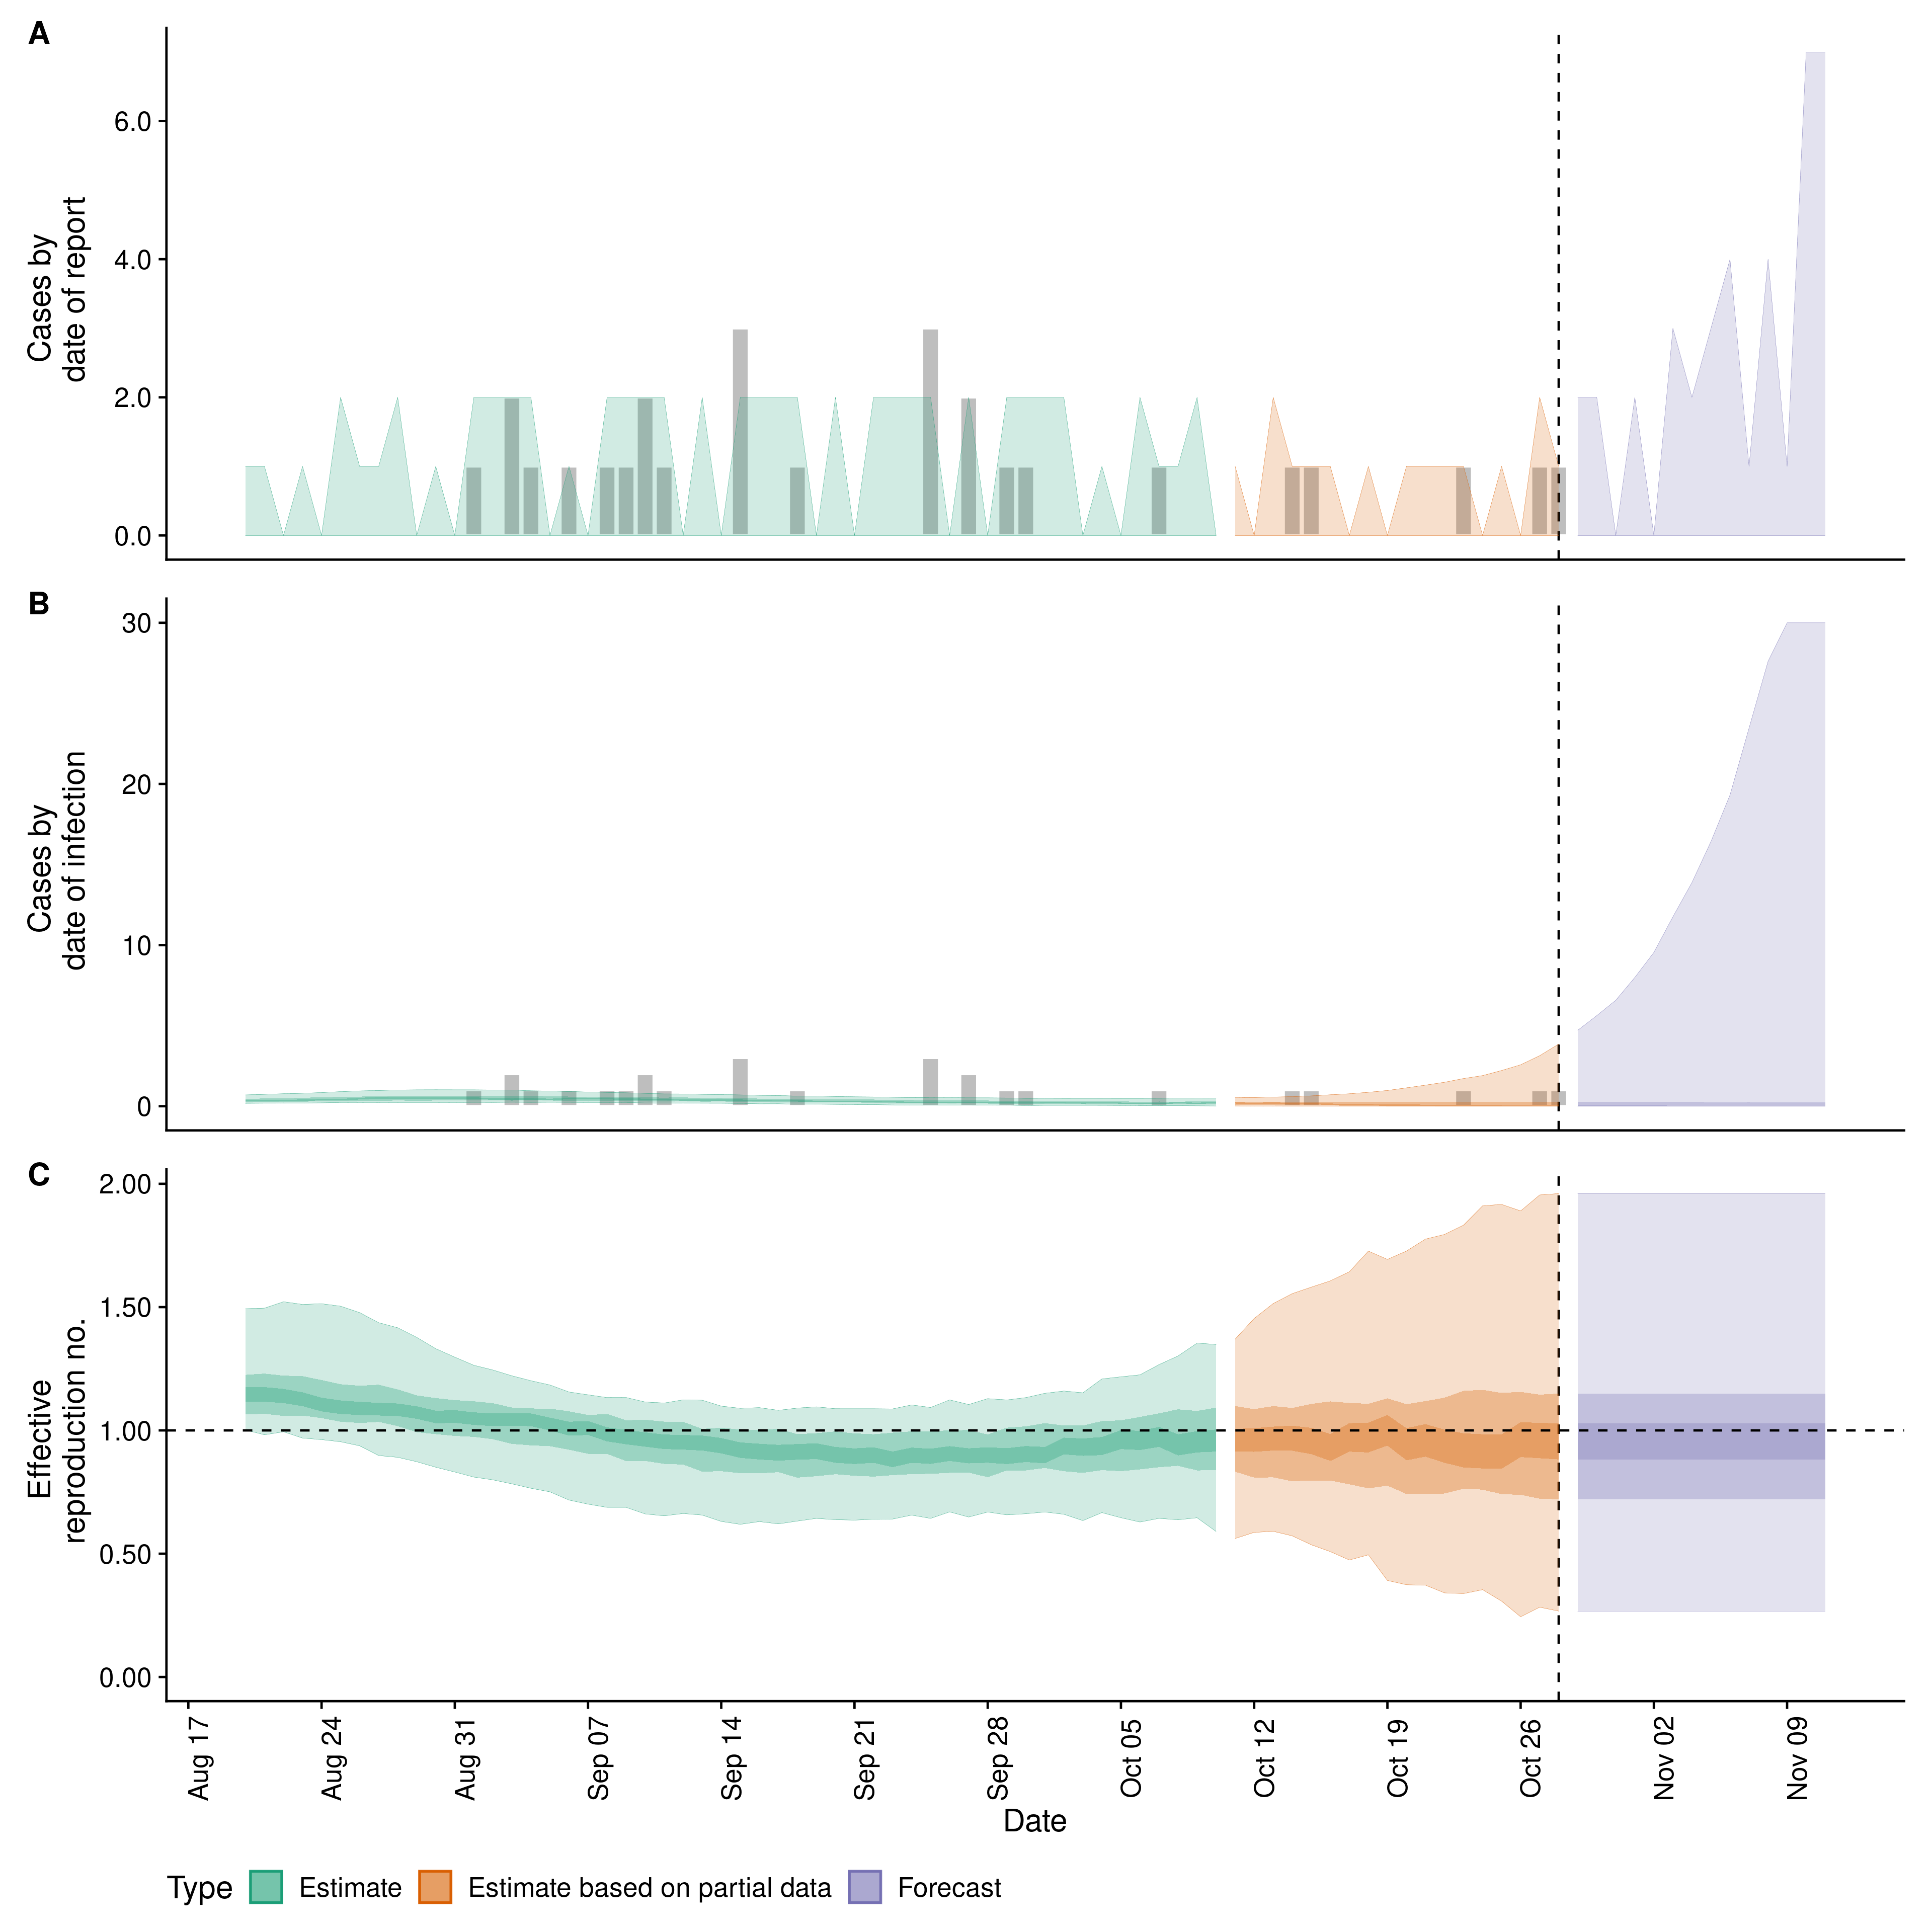 A
Cases by
date of report
6.0
4.0
2.0
0.0
B
Cases by
date of infection
30
20
10
0
C
Effective
reproduction no.
2.00
1.50
1.00
0.50
0.00
Aug 17
Aug 24
Aug 31
Sep 07
Sep 14
Sep 21
Sep 28
Oct 05
Oct 12
Oct 19
Oct 26
Nov 02
Nov 09
Date
Type Estimate Estimate based on partial data Forecast